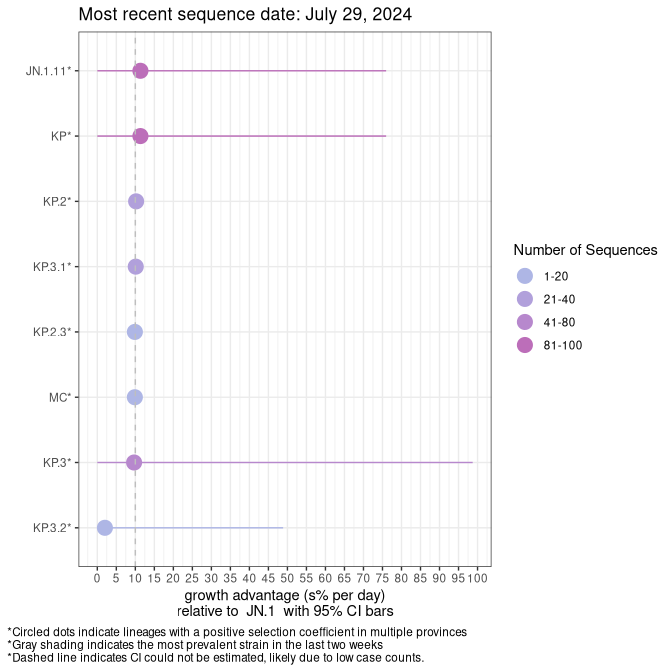 Most recent sequence date: July 29, 2024
JN.1.11*
KP*
KP.2*
KP.3.1*
KP.2.3*
MC*
KP.3*
KP.3.2*
0 5 10 15 20 25 30 35 40 45 50 55 60 65 70 75 80 85 90 95 100
growth advantage (s% per day)
relative to JN.1 with 95% CI bars
Number of Sequences
1-20
21-40
41-80
81-100
*Circled dots indicate lineages with a positive selection coefficient in multiple provinces
*Gray shading indicates the most prevalent strain in the last two weeks
*Dashed line indicates CI could not be estimated, likely due to low case counts.